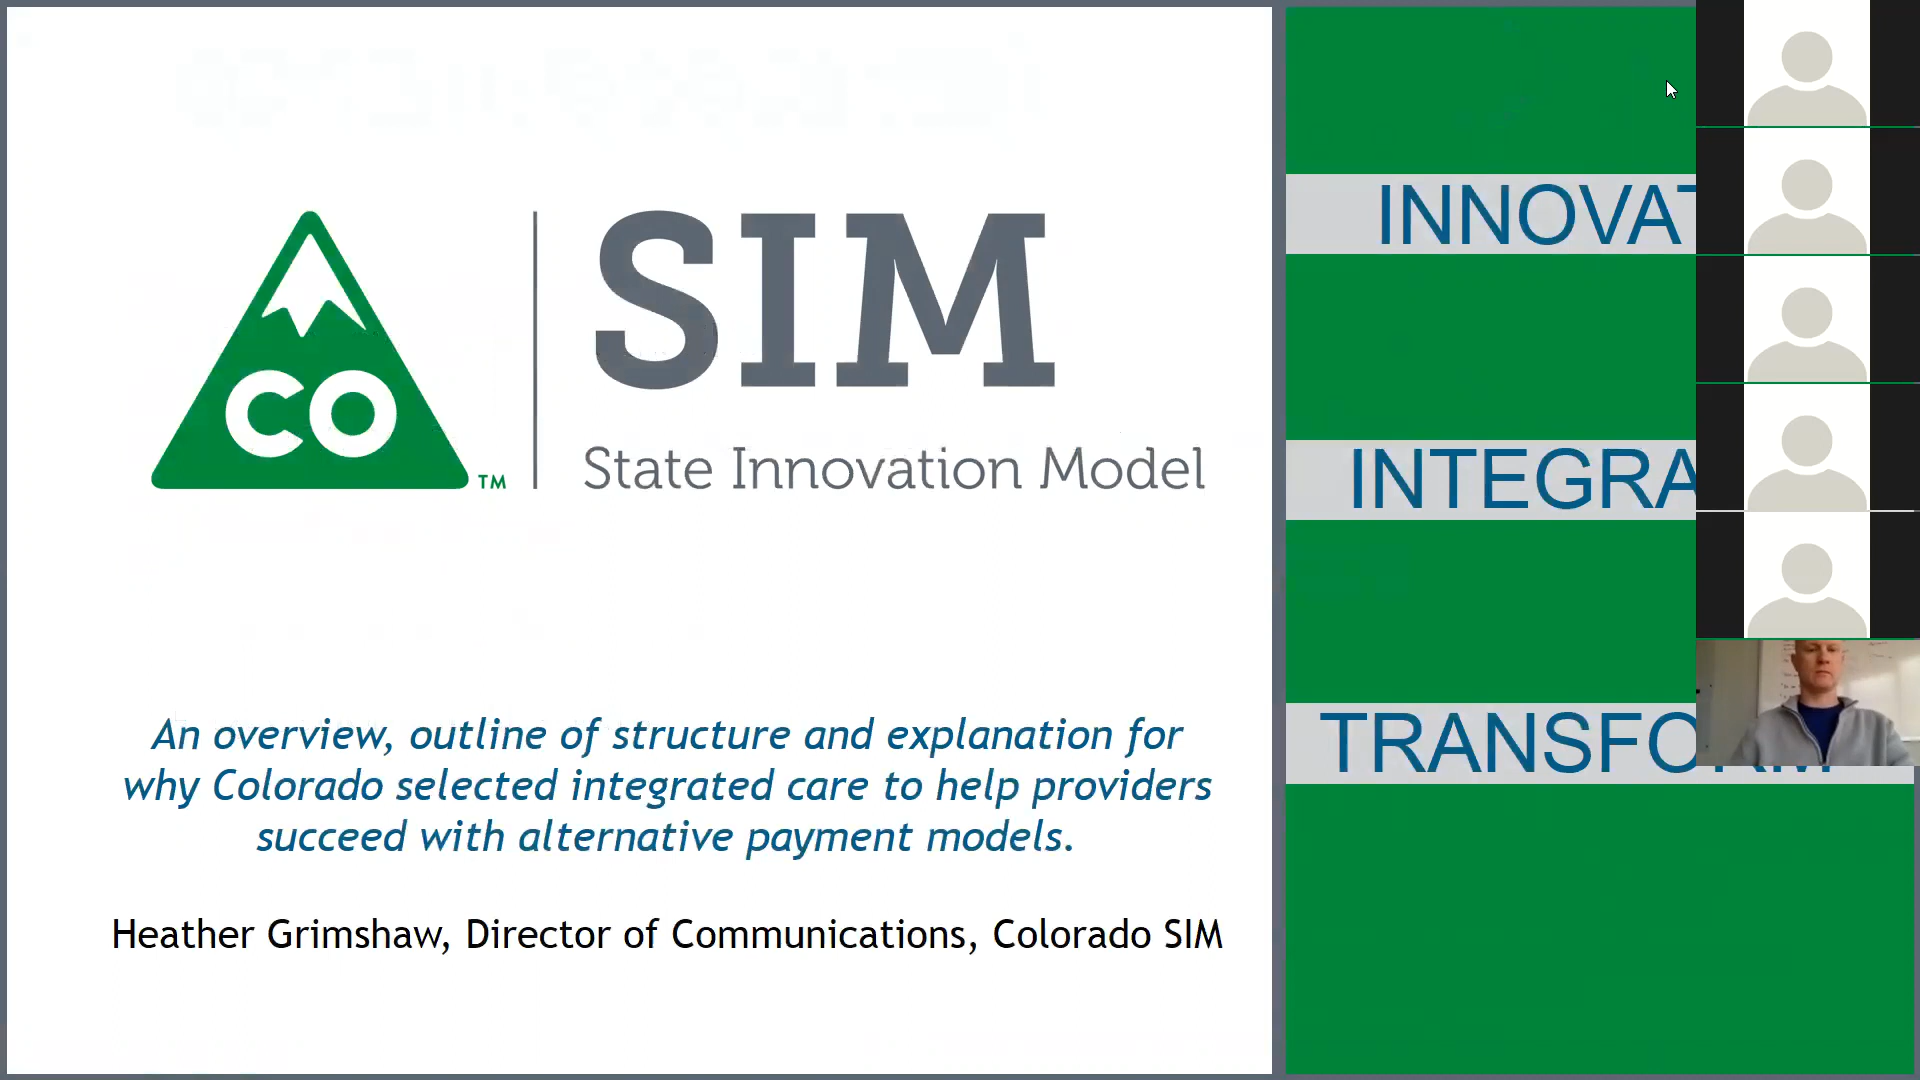 CO
TM
SIM
State Innovation Model
An overview, outline of structure and explanation for
why Colorado selected integrated care to help providers
succeed with alternative payment models.
Heather Grimshaw, Director of Communications, Colorado SIM
INNOVAT
INTEGRA
TRANSFORM